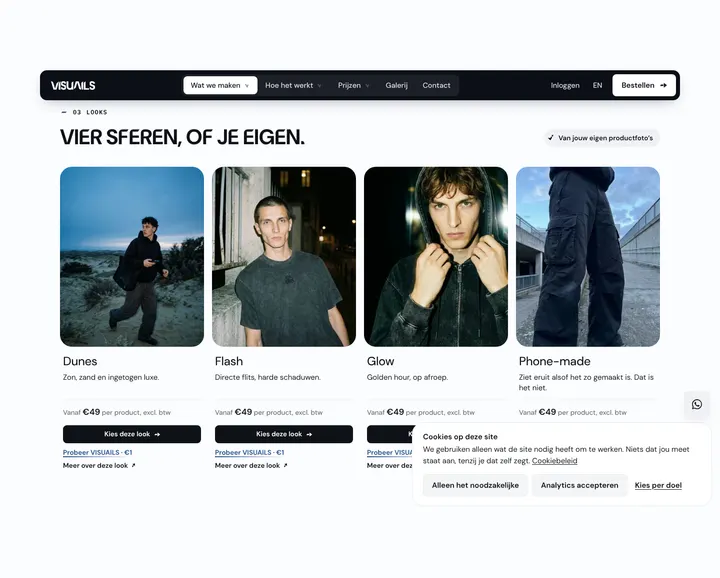 VISUAILS
Wat we maken
Hoe het werkt
Prijzen
Galerij
Contact
Inloggen
EN
Bestellen →
— 03 LOOKS
VIER SFEREN, OF JE EIGEN.
✓ Van jouw eigen productfoto's
Dunes
Zon, zand en ingetogen luxe.
Vanaf €49 per product, excl. btw
Kies deze look →
Probeer VISUAILS · €1
Meer over deze look ↗
Flash
Directe flits, harde schaduwen.
Vanaf €49 per product, excl. btw
Kies deze look →
Probeer VISUAILS · €1
Meer over deze look ↗
Glow
Golden hour, op afroep.
Vanaf €49 per product, excl. btw
Probeer
Meer over deze
Phone-made
Ziet eruit alsof het zo gemaakt is. Dat is
het niet.
Vanaf €49 per product, excl. btw
Cookies op deze site
We gebruiken alleen wat de site nodig heeft om te werken. Niets dat jou meet
staat aan, tenzij je dat zelf zegt. Cookiebeleid
Alleen het noodzakelijke
Analytics accepteren
Kies per doel